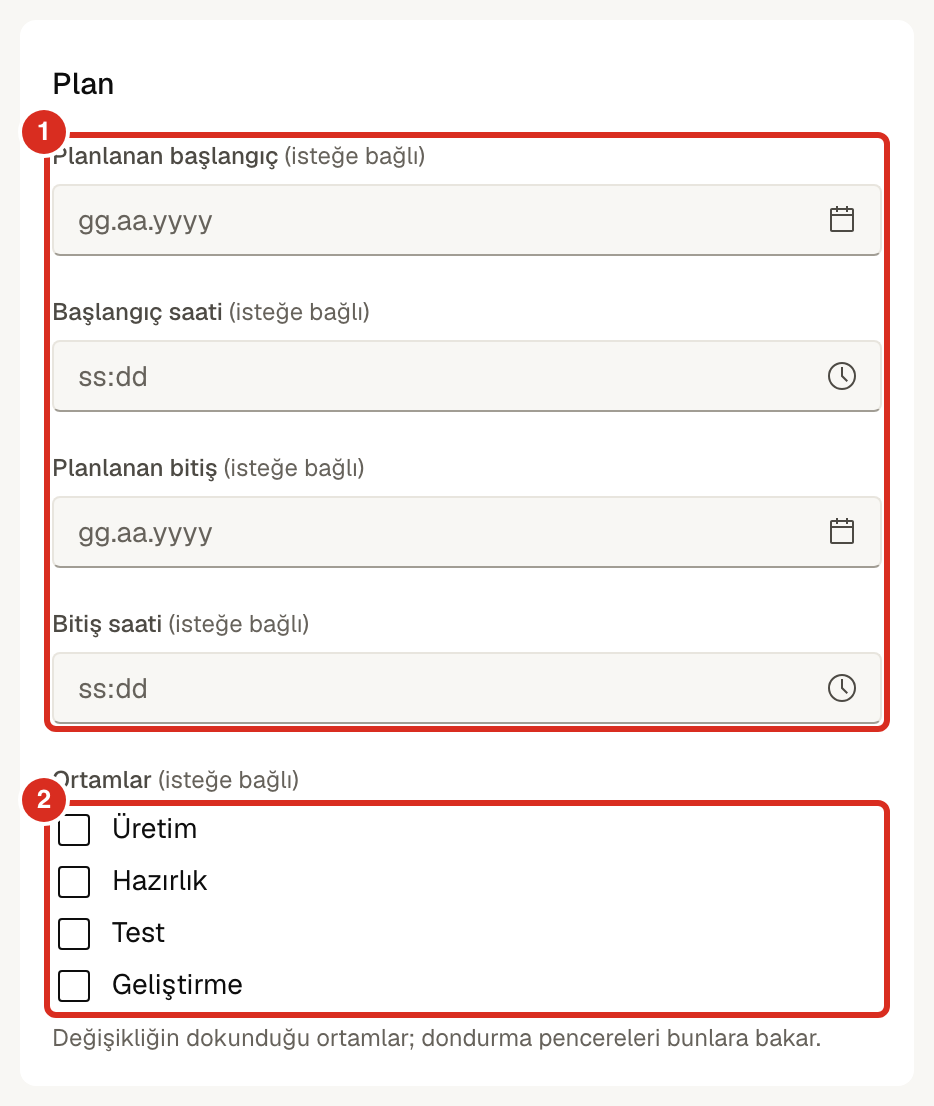 Plan
1
Planlanan başlangıç (isteğe bağlı)
gg.aa.yyyy
Başlangıç saati (isteğe bağlı)
ss:dd
Planlanan bitiş (isteğe bağlı)
gg.aa.yyyy
Bitiş saati (isteğe bağlı)
ss:dd
Ortamlar (isteğe bağlı)
2
Üretim
Hazırlık
Test
Geliştirme
Değişikliğin dokunduğu ortamlar; dondurma pencereleri bunlara bakar.